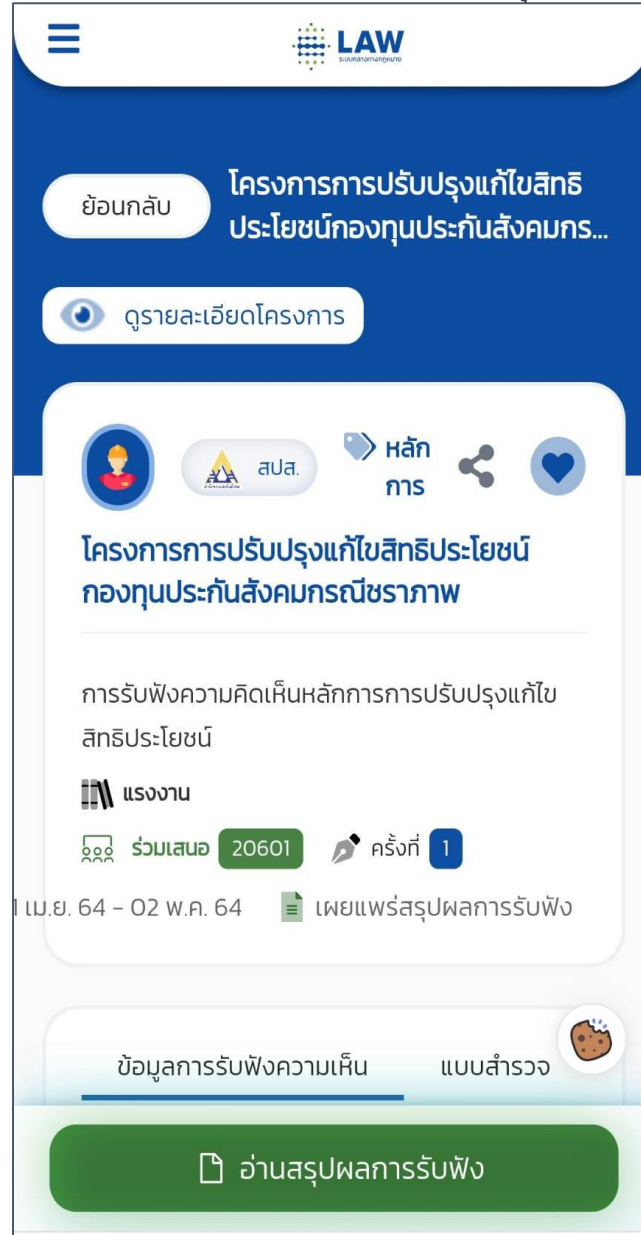 LAW
ระบบกลางทางกฎหมาย
ย้อนกลับ
โครงการการปรับปรุงแก้ไขสิทธิ
ประโยชน์กองทุนประกันสังคมกร...
ดูรายละเอียดโครงการ
สปส.
หลัก
การ
โครงการการปรับปรุงแก้ไขสิทธิประโยชน์
กองทุนประกันสังคมกรณีชราภาพ
การรับฟังความคิดเห็นหลักการการปรับปรุงแก้ไข
สิทธิประโยชน์
แรงงาน
ร่วมเสนอ 20601 ครั้งที่ 1
1 เม.ย. 64 - 02 พ.ค. 64 เผยแพร่สรุปผลการรับฟัง
ข้อมูลการรับฟังความเห็น แบบสำรวจ
อ่านสรุปผลการรับฟัง